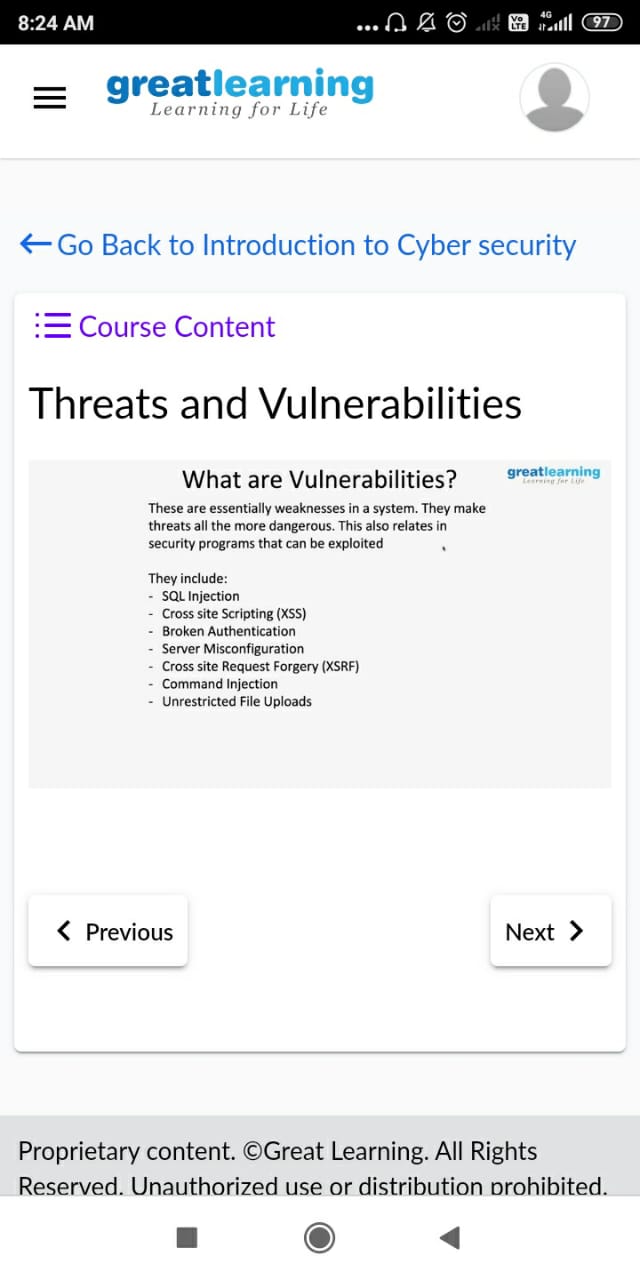 8:24 AM
... Vo LTE 4G 97
greatlearning
Learning for Life
Go Back to Introduction to Cyber security
Course Content
Threats and Vulnerabilities
What are Vulnerabilities?
greatlearning
Learning for Life
These are essentially weaknesses in a system. They make
threats all the more dangerous. This also relates in
security programs that can be exploited
They include:
- SQL Injection
- Cross site Scripting (XSS)
- Broken Authentication
- Server Misconfiguration
- Cross site Request Forgery (XSRF)
- Command Injection
- Unrestricted File Uploads
Previous
Next
Proprietary content. ©Great Learning. All Rights
Reserved. Unauthorized use or distribution prohibited.